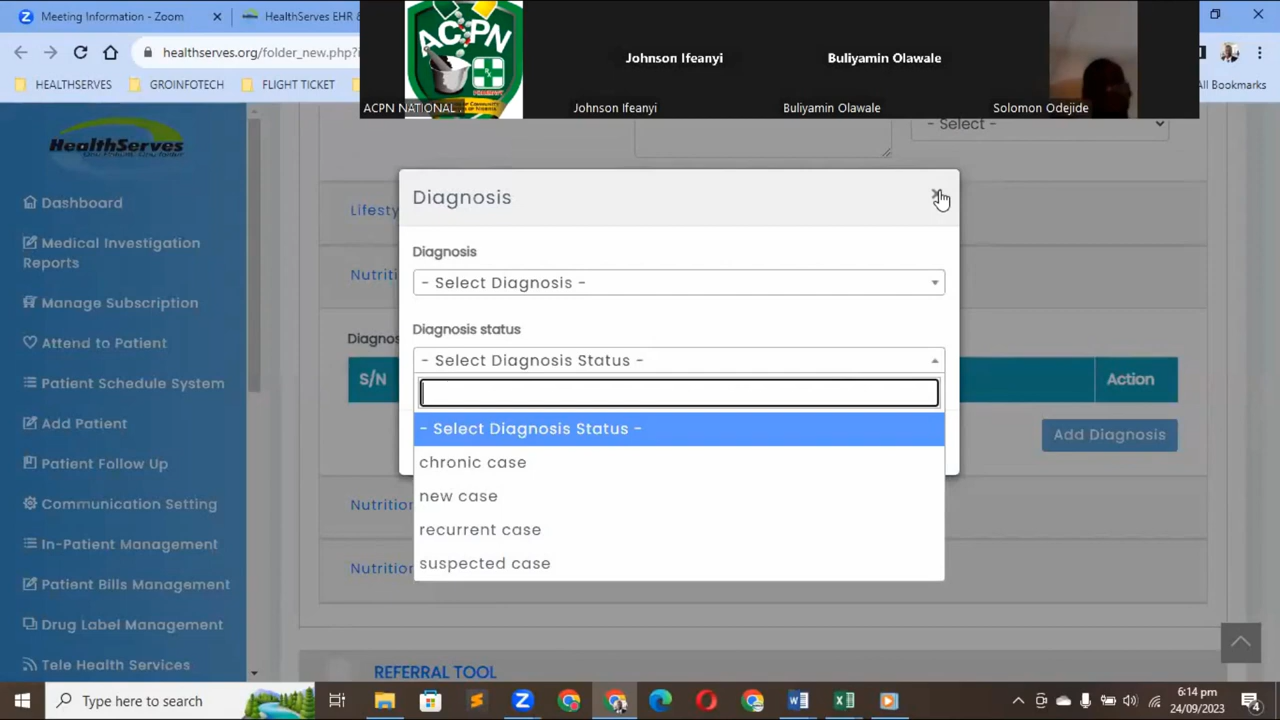 Meeting Information - Zoom
HealthServes EHR &
healthserves.org/folder_new.php?i
HEALTHSERVES
GROINFOTECH
FLIGHT TICKET
All Bookmarks
ACPN
ACPN NATIONAL
Johnson Ifeanyi
Johnson Ifeanyi
Buliyamin Olawale
Buliyamin Olawale
Solomon Odejide
HealthServes
Dashboard
Medical Investigation
Reports
Manage Subscription
Attend to Patient
Patient Schedule System
Add Patient
Patient Follow Up
Communication Setting
In-Patient Management
Patient Bills Management
Drug Label Management
Tele Health Services
- Select -
Lifesty
Nutriti
Diagnos
S/N
Action
Add Diagnosis
Nutrition
Nutrition
REFERRAL TOOL
Diagnosis
Diagnosis
- Select Diagnosis -
Diagnosis status
- Select Diagnosis Status -
- Select Diagnosis Status -
chronic case
new case
recurrent case
suspected case
Type here to search
6:14 pm
24/09/2023
4